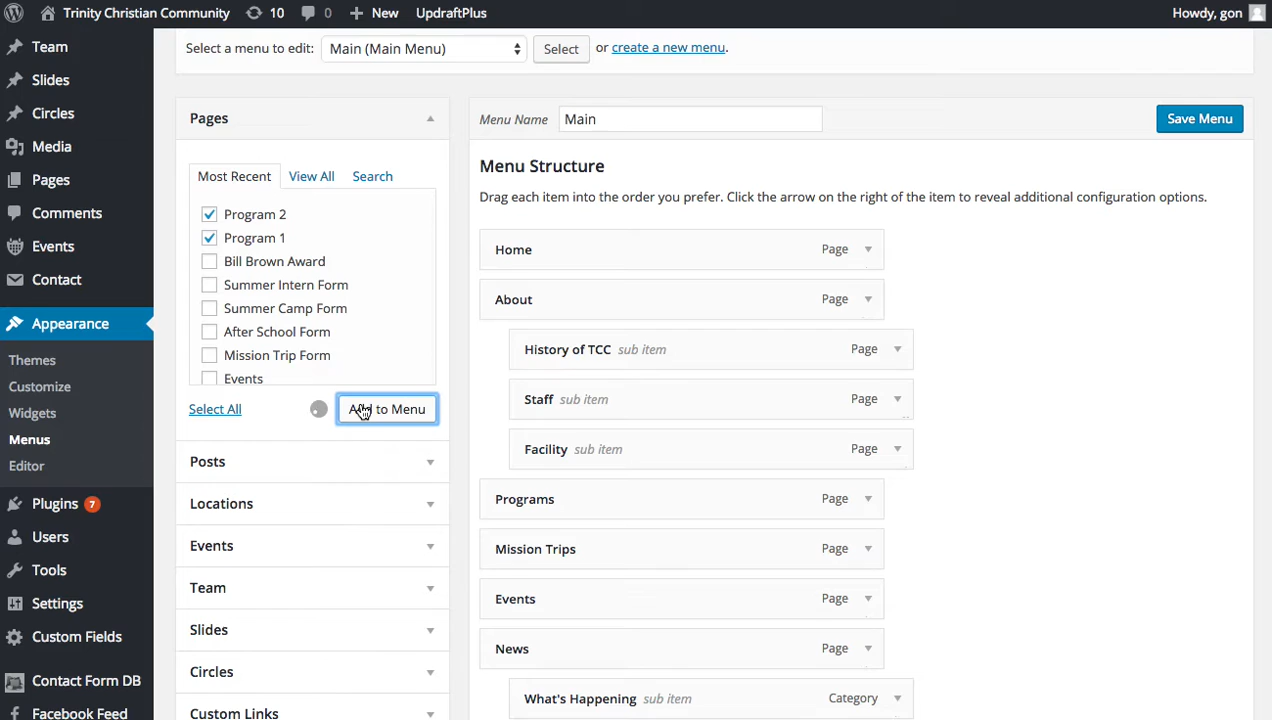 Trinity Christian Community 10 0 New UpdraftPlus Howdy, gon
Team
Slides
Circles
Media
Pages
Comments
Events
Contact
Appearance
Themes
Customize
Widgets
Menus
Editor
Plugins 7
Users
Tools
Settings
Custom Fields
Contact Form DB
Facebook Feed
Select a menu to edit: Main (Main Menu) Select or create a new menu.
Pages
Most Recent View All Search
Program 2
Program 1
Bill Brown Award
Summer Intern Form
Summer Camp Form
After School Form
Mission Trip Form
Events
Select All Add to Menu
Posts
Locations
Events
Team
Slides
Circles
Custom Links
Menu Name Main Save Menu
Menu Structure
Drag each item into the order you prefer. Click the arrow on the right of the item to reveal additional configuration options.
Home Page
About Page
History of TCC sub item Page
Staff sub item Page
Facility sub item Page
Programs Page
Mission Trips Page
Events Page
News Page
What's Happening sub item Category